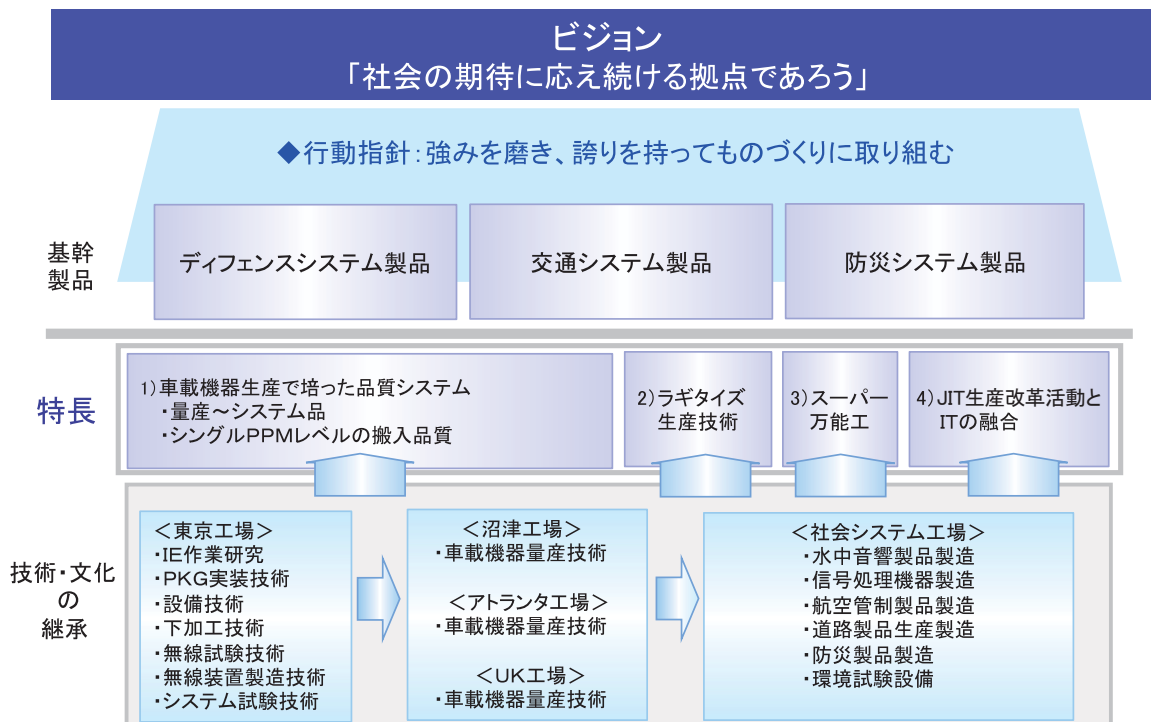 ビジョン
「社会の期待に応え続ける拠点であろう」
◆行動指針：強みを磨き、誇りを持ってものづくりに取り組む
基幹
製品
ディフェンスシステム製品
交通システム製品
防災システム製品
特長
1)車載機器生産で培った品質システム
・量産～システム品
・シングルPPMレベルの搬入品質
2)ラギタイズ
生産技術
3)スーパー
万能工
4)JIT生産改革活動と
ITの融合
技術・文化
の
継承
＜東京工場＞
・IE作業研究
・PKG実装技術
・設備技術
・下加工技術
・無線試験技術
・無線装置製造技術
・システム試験技術
＜沼津工場＞
・車載機器量産技術
＜アトランタ工場＞
・車載機器量産技術
＜UK工場＞
・車載機器量産技術
＜社会システム工場＞
・水中音響製品製造
・信号処理機器製造
・航空管制製品製造
・道路製品生産製造
・防災製品製造
・環境試験設備